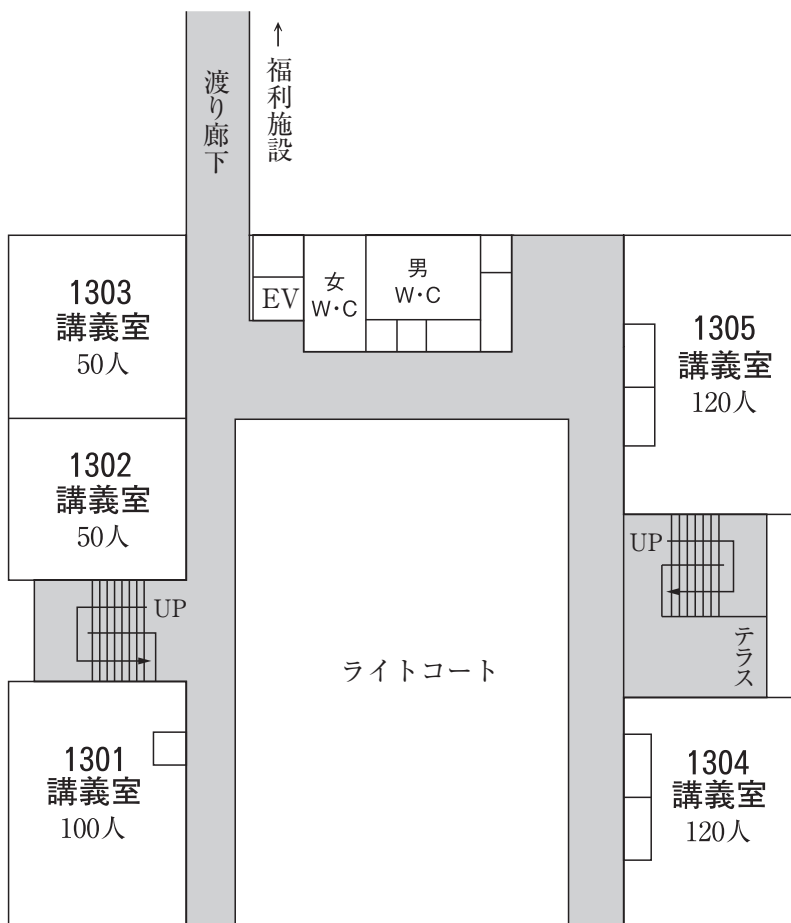 ↑福利施設
渡り廊下
1303
講義室
50人
EV
女
W・C
男
W・C
1305
講義室
120人
1302
講義室
50人
UP
UP
テラス
ライトコート
1301
講義室
100人
1304
講義室
120人